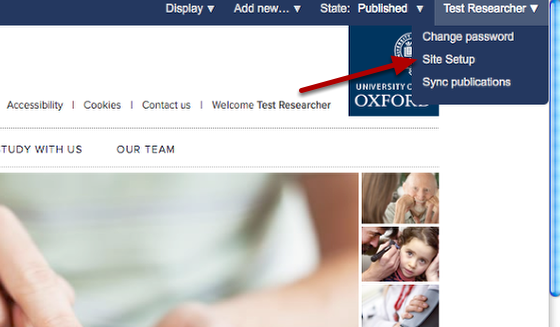 Display ▼ Add new... ▼ State: Published ▼ Test Researcher ▼
Change password
Site Setup
Sync publications
UNIVERSITY OF
OXFORD
Accessibility | Cookies | Contact us | Welcome Test Researcher
TUDY WITH US OUR TEAM